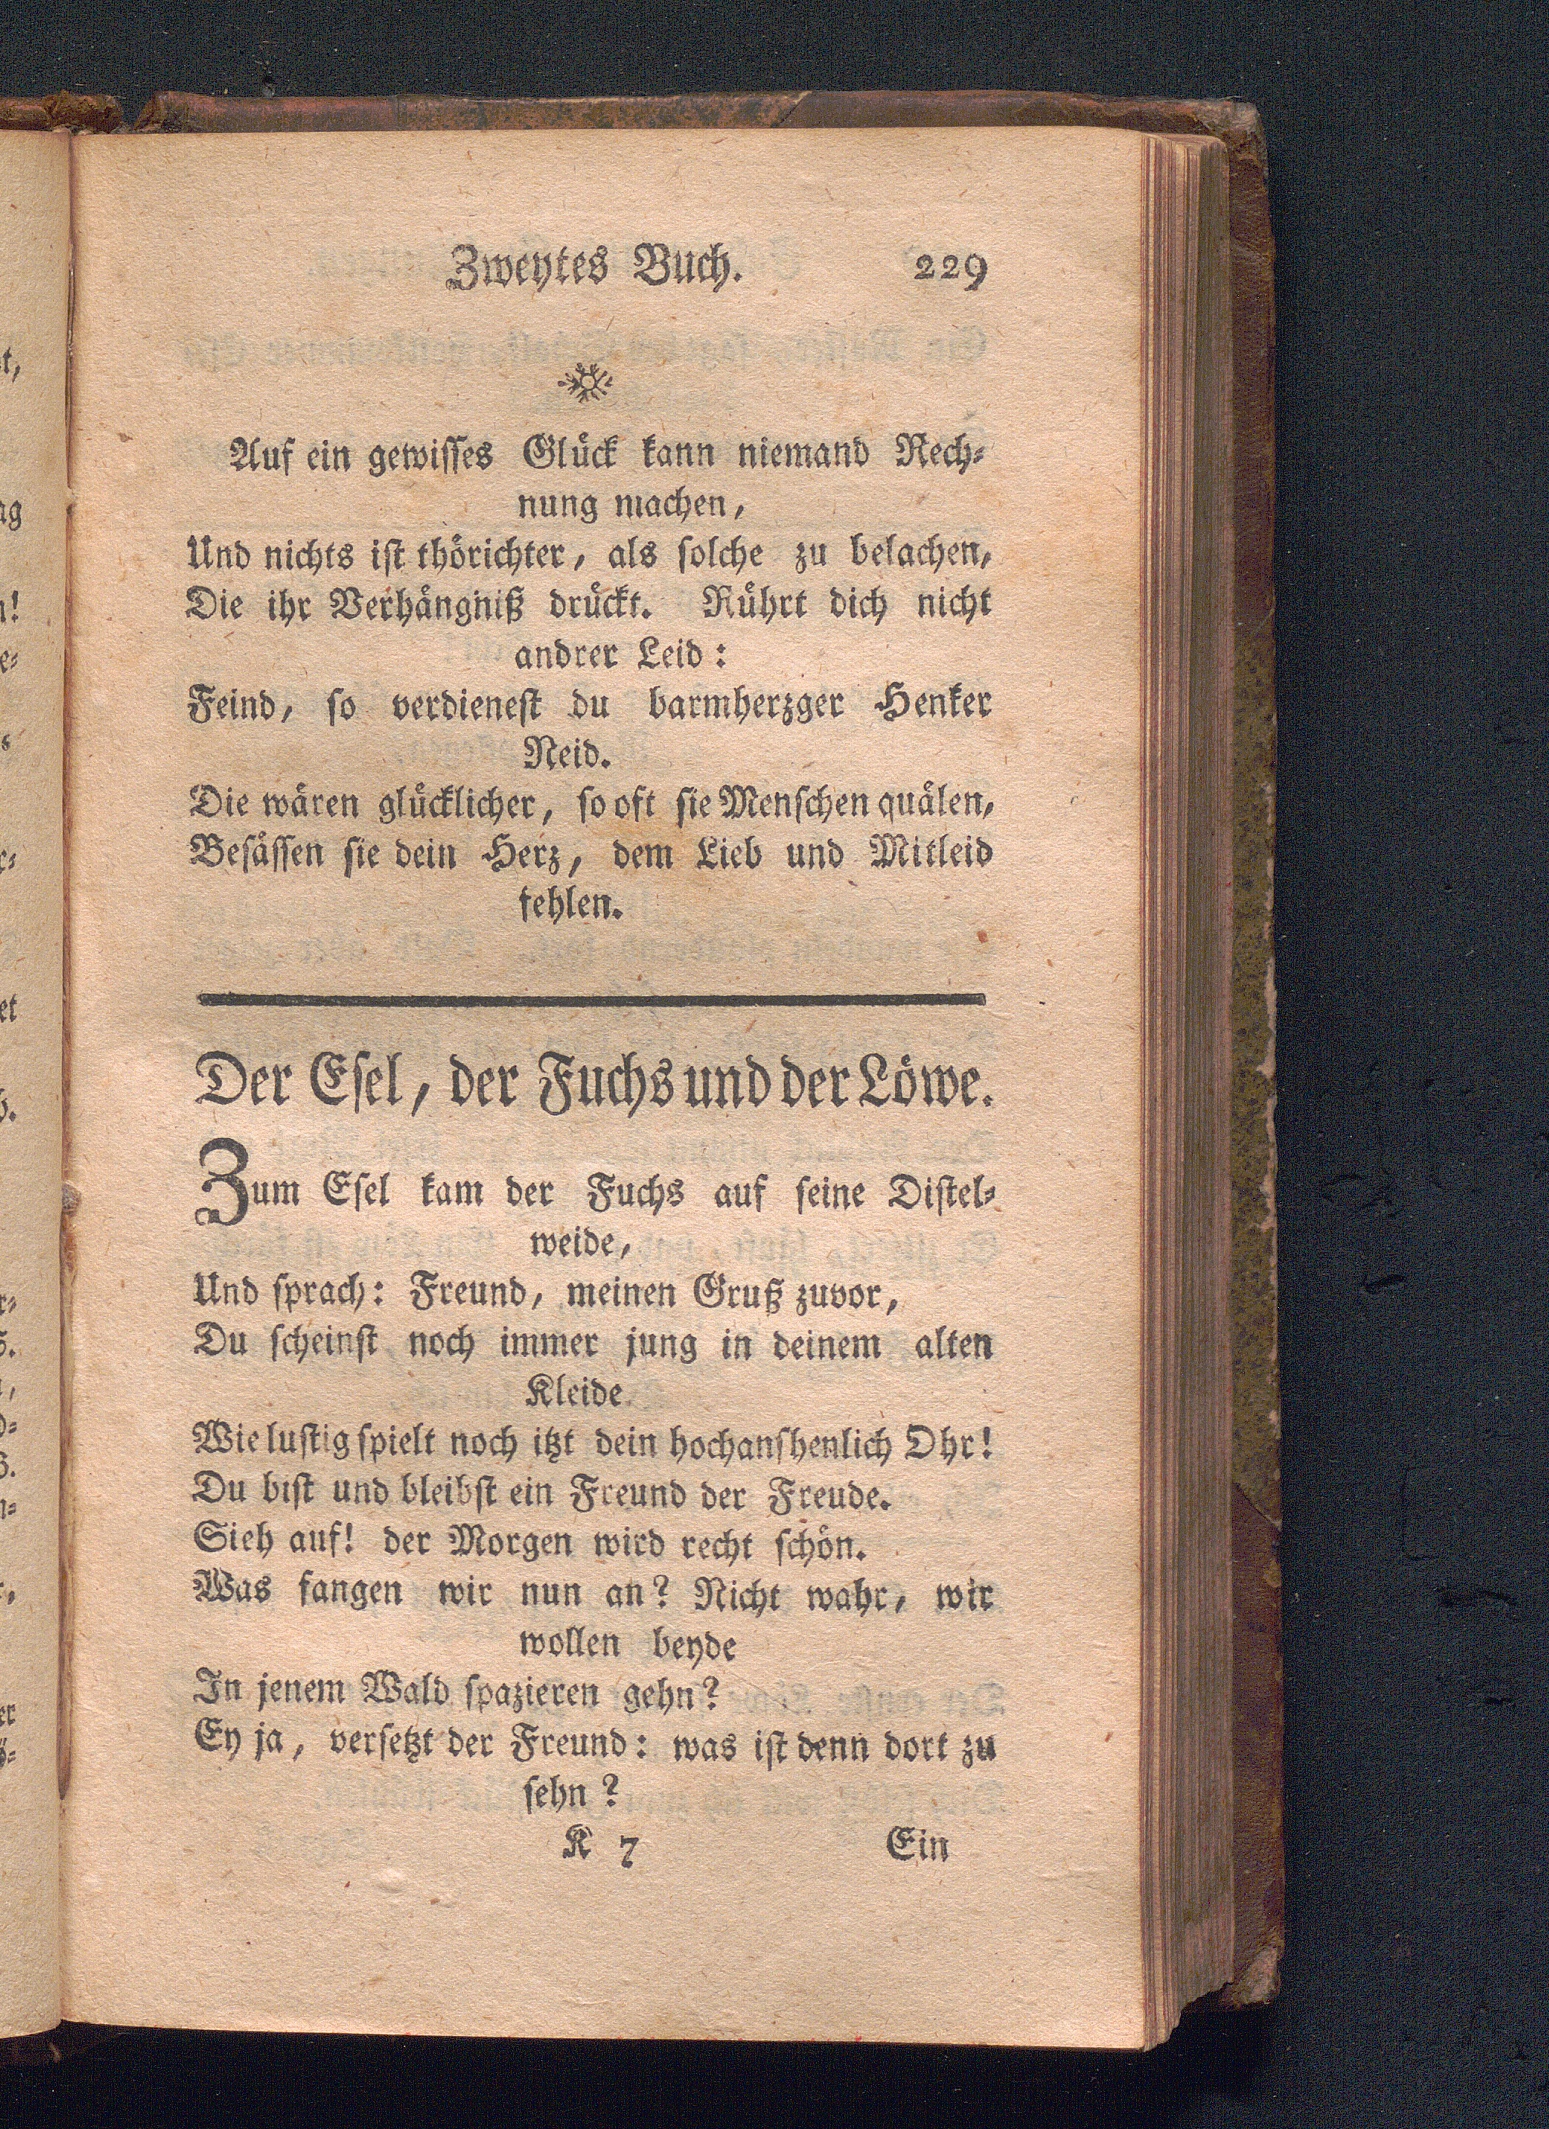 Zweytes Buch. 229
Auf ein gewisses Glück kann niemand Rech-
nung machen,
Und nichts ist thörichter, als solche zu belachen,
Die ihr Verhängniß drückt. Rührt dich nicht
andrer Leid:
Feind, so verdienest du barmherzger Henker
Neid.
Die wären glücklicher, so oft sie Menschen quälen,
Besässen sie dein Herz, dem Lieb und Mitleid
fehlen.
Der Esel, der Fuchs und der Löwe.
Zum Esel kam der Fuchs auf seine Distel-
weide,
Und sprach: Freund, meinen Gruß zuvor,
Du scheinst noch immer jung in deinem alten
Kleide
Wie lustig spielt noch itzt dein hochanshenlich Ohr!
Du bist und bleibst ein Freund der Freude.
Sieh auf! der Morgen wird recht schön.
Was fangen wir nun an? Nicht wahr, wir
wollen beyde
In jenem Wald spazieren gehn?
Ey ja, versetzt der Freund: was ist denn dort zu
sehn?
K 7 Ein